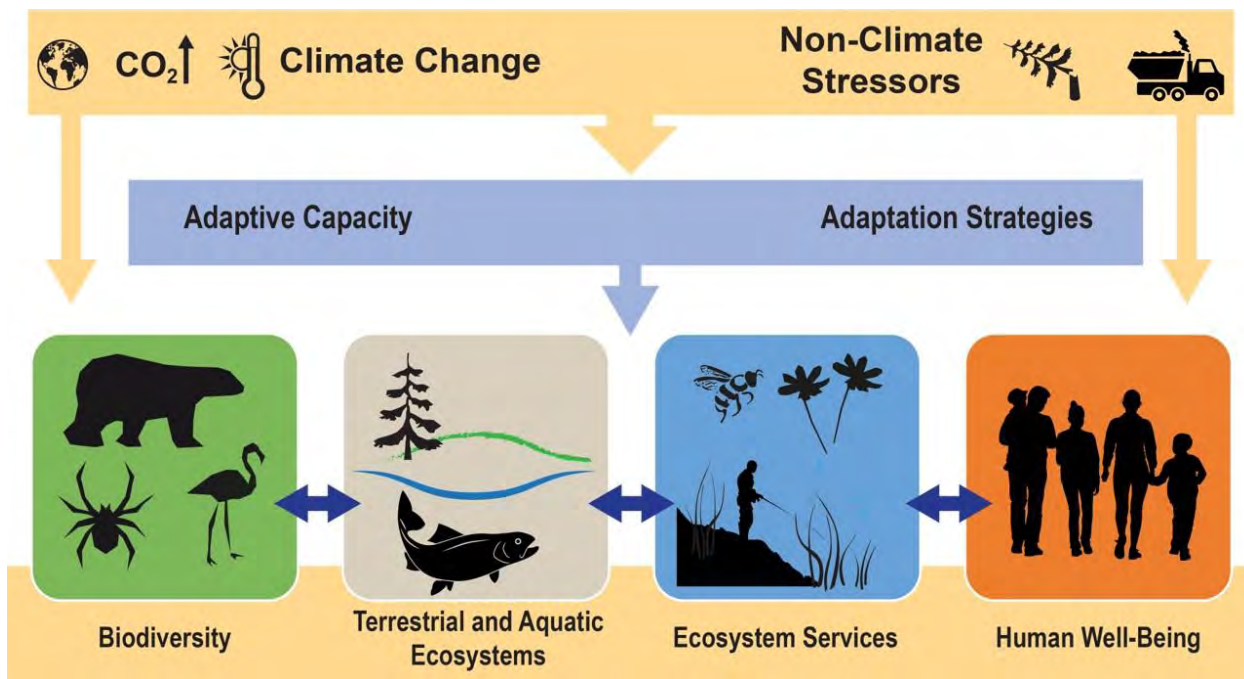 CO₂ Climate Change
Non-Climate
Stressors
Adaptive Capacity
Adaptation Strategies
Biodiversity
Terrestrial and Aquatic
Ecosystems
Ecosystem Services
Human Well-Being